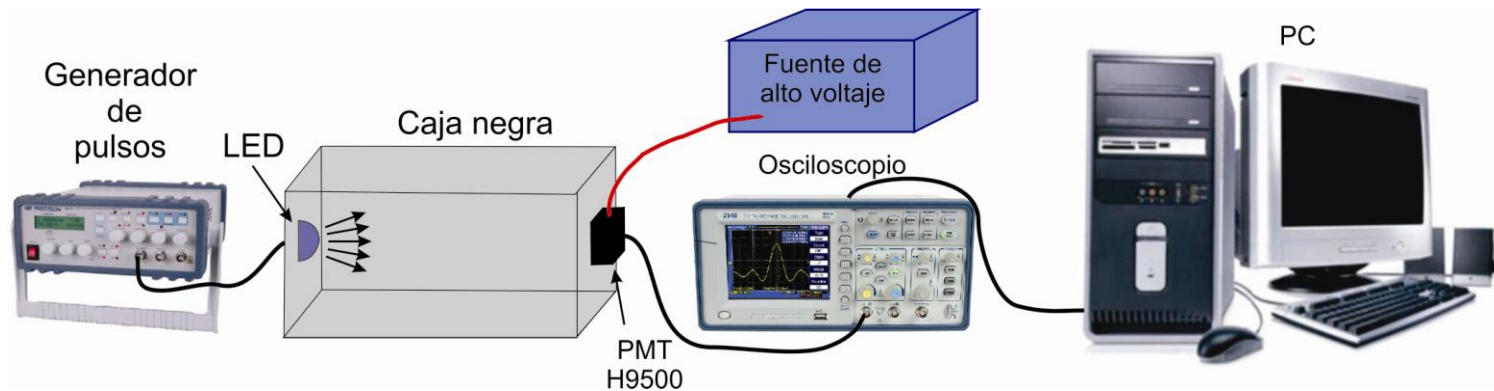 Generador
de
pulsos
LED
Caja negra
Fuente de
alto voltaje
Osciloscopio
PC
PMT
H9500